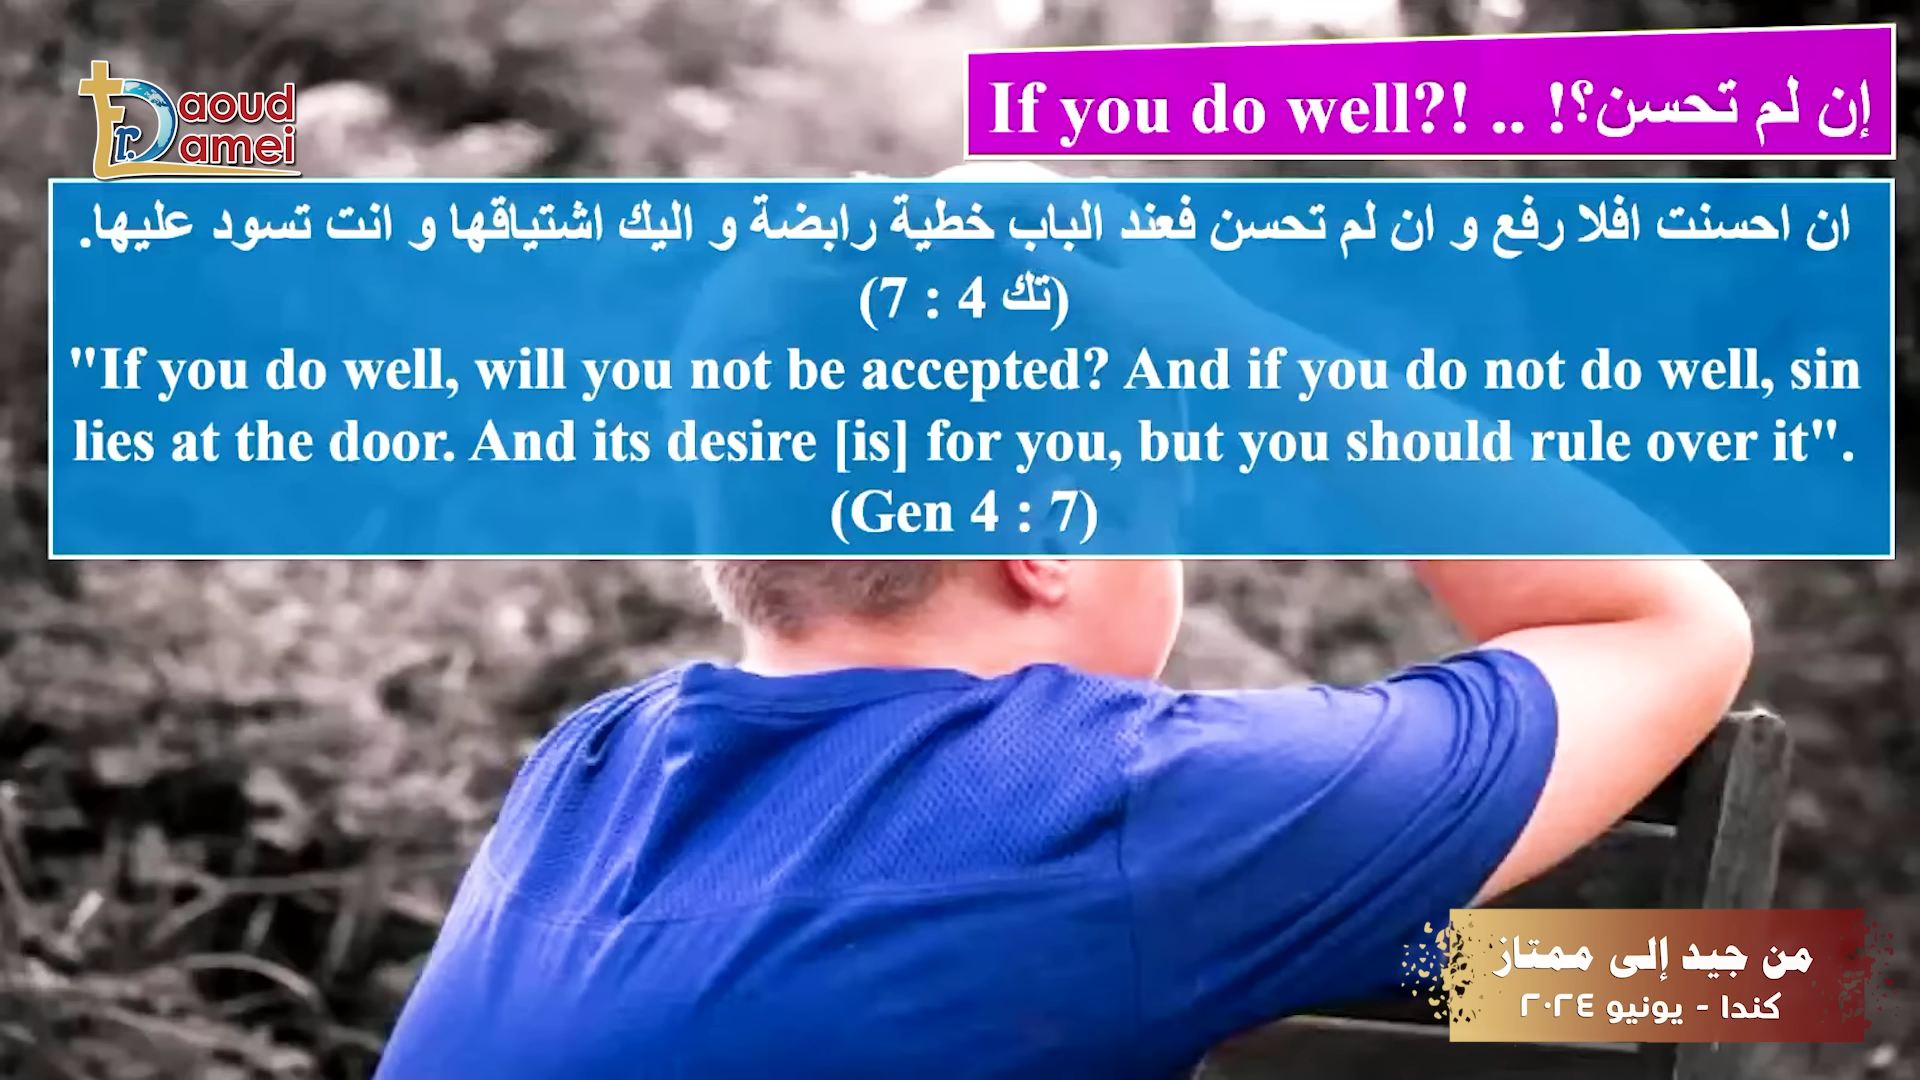 Fr. Daoud
Lamei
If you do well?! .. !إن لم تحسن؟
ان احسنت افلا رفع و ان لم تحسن فعند الباب خطية رابضة و اليك اشتياقها و انت تسود عليها.
(تك 4 : 7)
"If you do well, will you not be accepted? And if you do not do well, sin
lies at the door. And its desire [is] for you, but you should rule over it".
(Gen 4 : 7)
من جيد إلى ممتاز
كندا - يونيو ٢٠٢٤